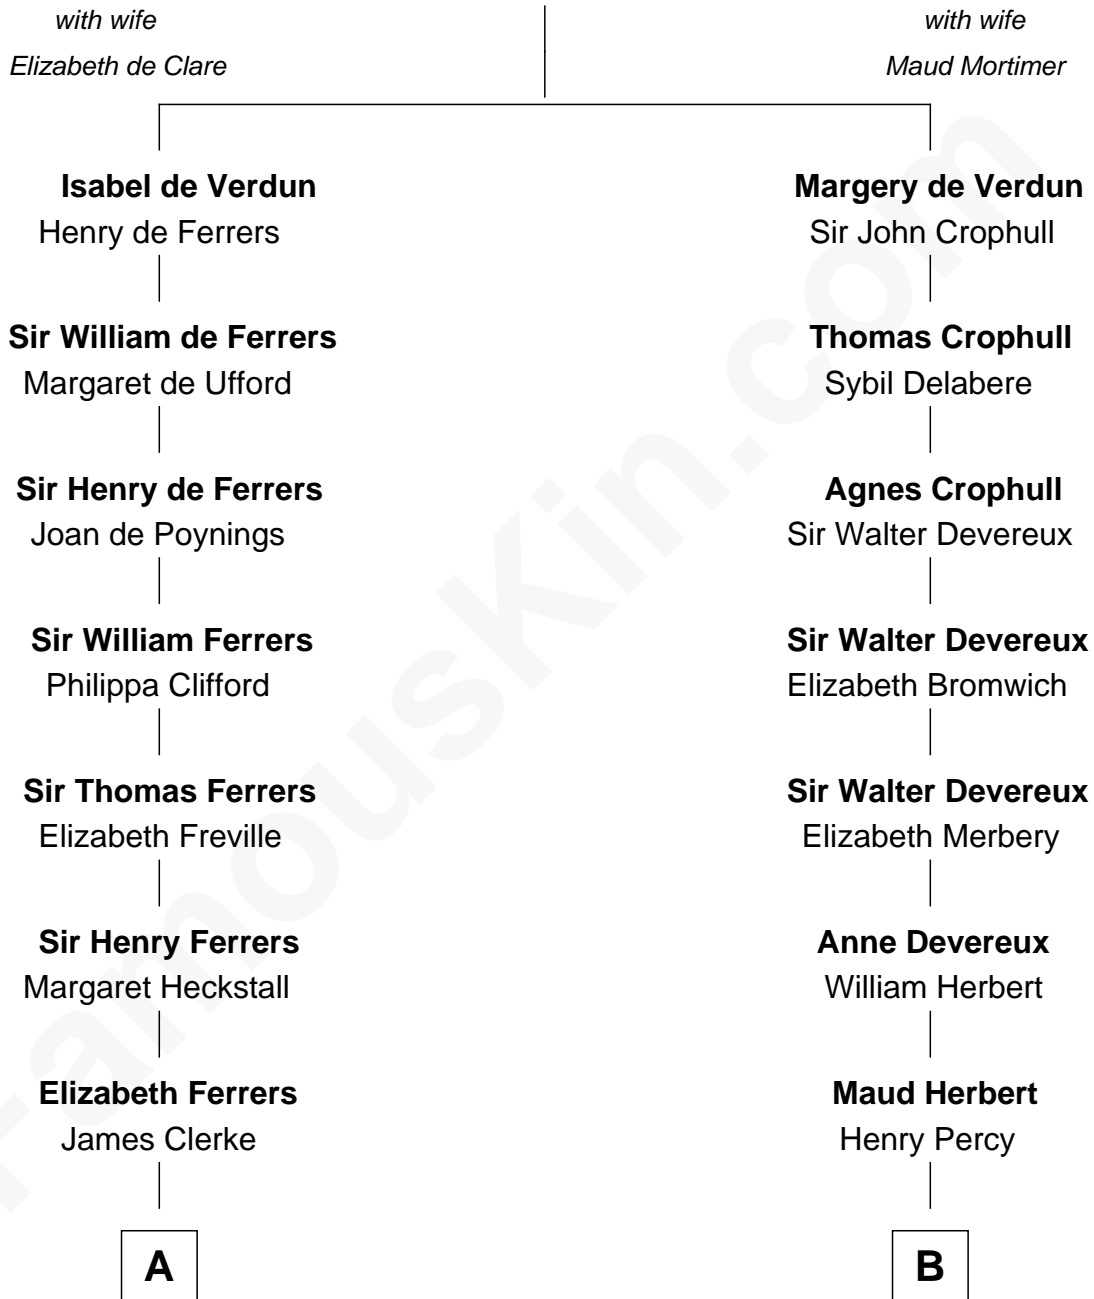 with wife
Elizabeth de Clare
with wife
Maud Mortimer
Isabel de Verdun
Henry de Ferrers
Margery de Verdun
Sir John Crophull
Sir William de Ferrers
Margaret de Ufford
Thomas Crophull
Sybil Delabere
Sir Henry de Ferrers
Joan de Poynings
Agnes Crophull
Sir Walter Devereux
Sir William Ferrers
Philippa Clifford
Sir Walter Devereux
Elizabeth Bromwich
Sir Thomas Ferrers
Elizabeth Freville
Sir Walter Devereux
Elizabeth Merbery
Sir Henry Ferrers
Margaret Heckstall
Anne Devereux
William Herbert
Elizabeth Ferrers
James Clerke
Maud Herbert
Henry Percy
A
B
FamousKin.com